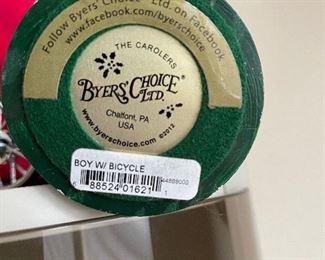 Follow Byers' Choice Ltd. on Facebook
www.facebook.com/byerschoice
THE CAROLERS®
BYERS' CHOICE®
LTD.
Chalfont, PA
USA
www.byerschoice.com ©2012
BOY W/ BICYCLE
88524 01621